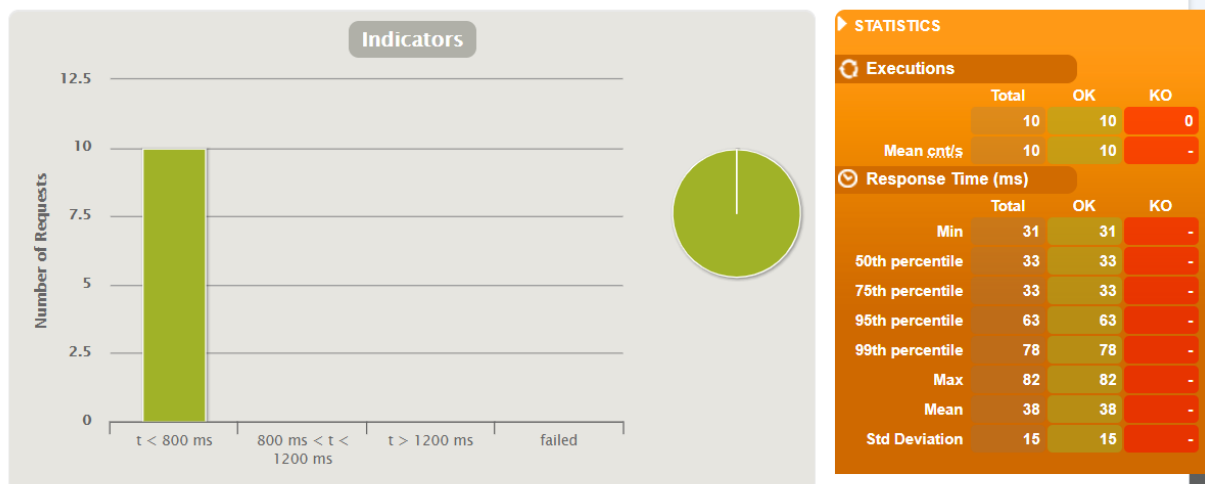 Indicators
Number of Requests
12.5
10
7.5
5
2.5
0
t < 800 ms
800 ms < t <
1200 ms
t > 1200 ms
failed
STATISTICS
Executions
Total OK KO
10 10 0
Mean cnt/s 10 10 -
Response Time (ms)
Total OK KO
Min 31 31 -
50th percentile 33 33 -
75th percentile 33 33 -
95th percentile 63 63 -
99th percentile 78 78 -
Max 82 82 -
Mean 38 38 -
Std Deviation 15 15 -